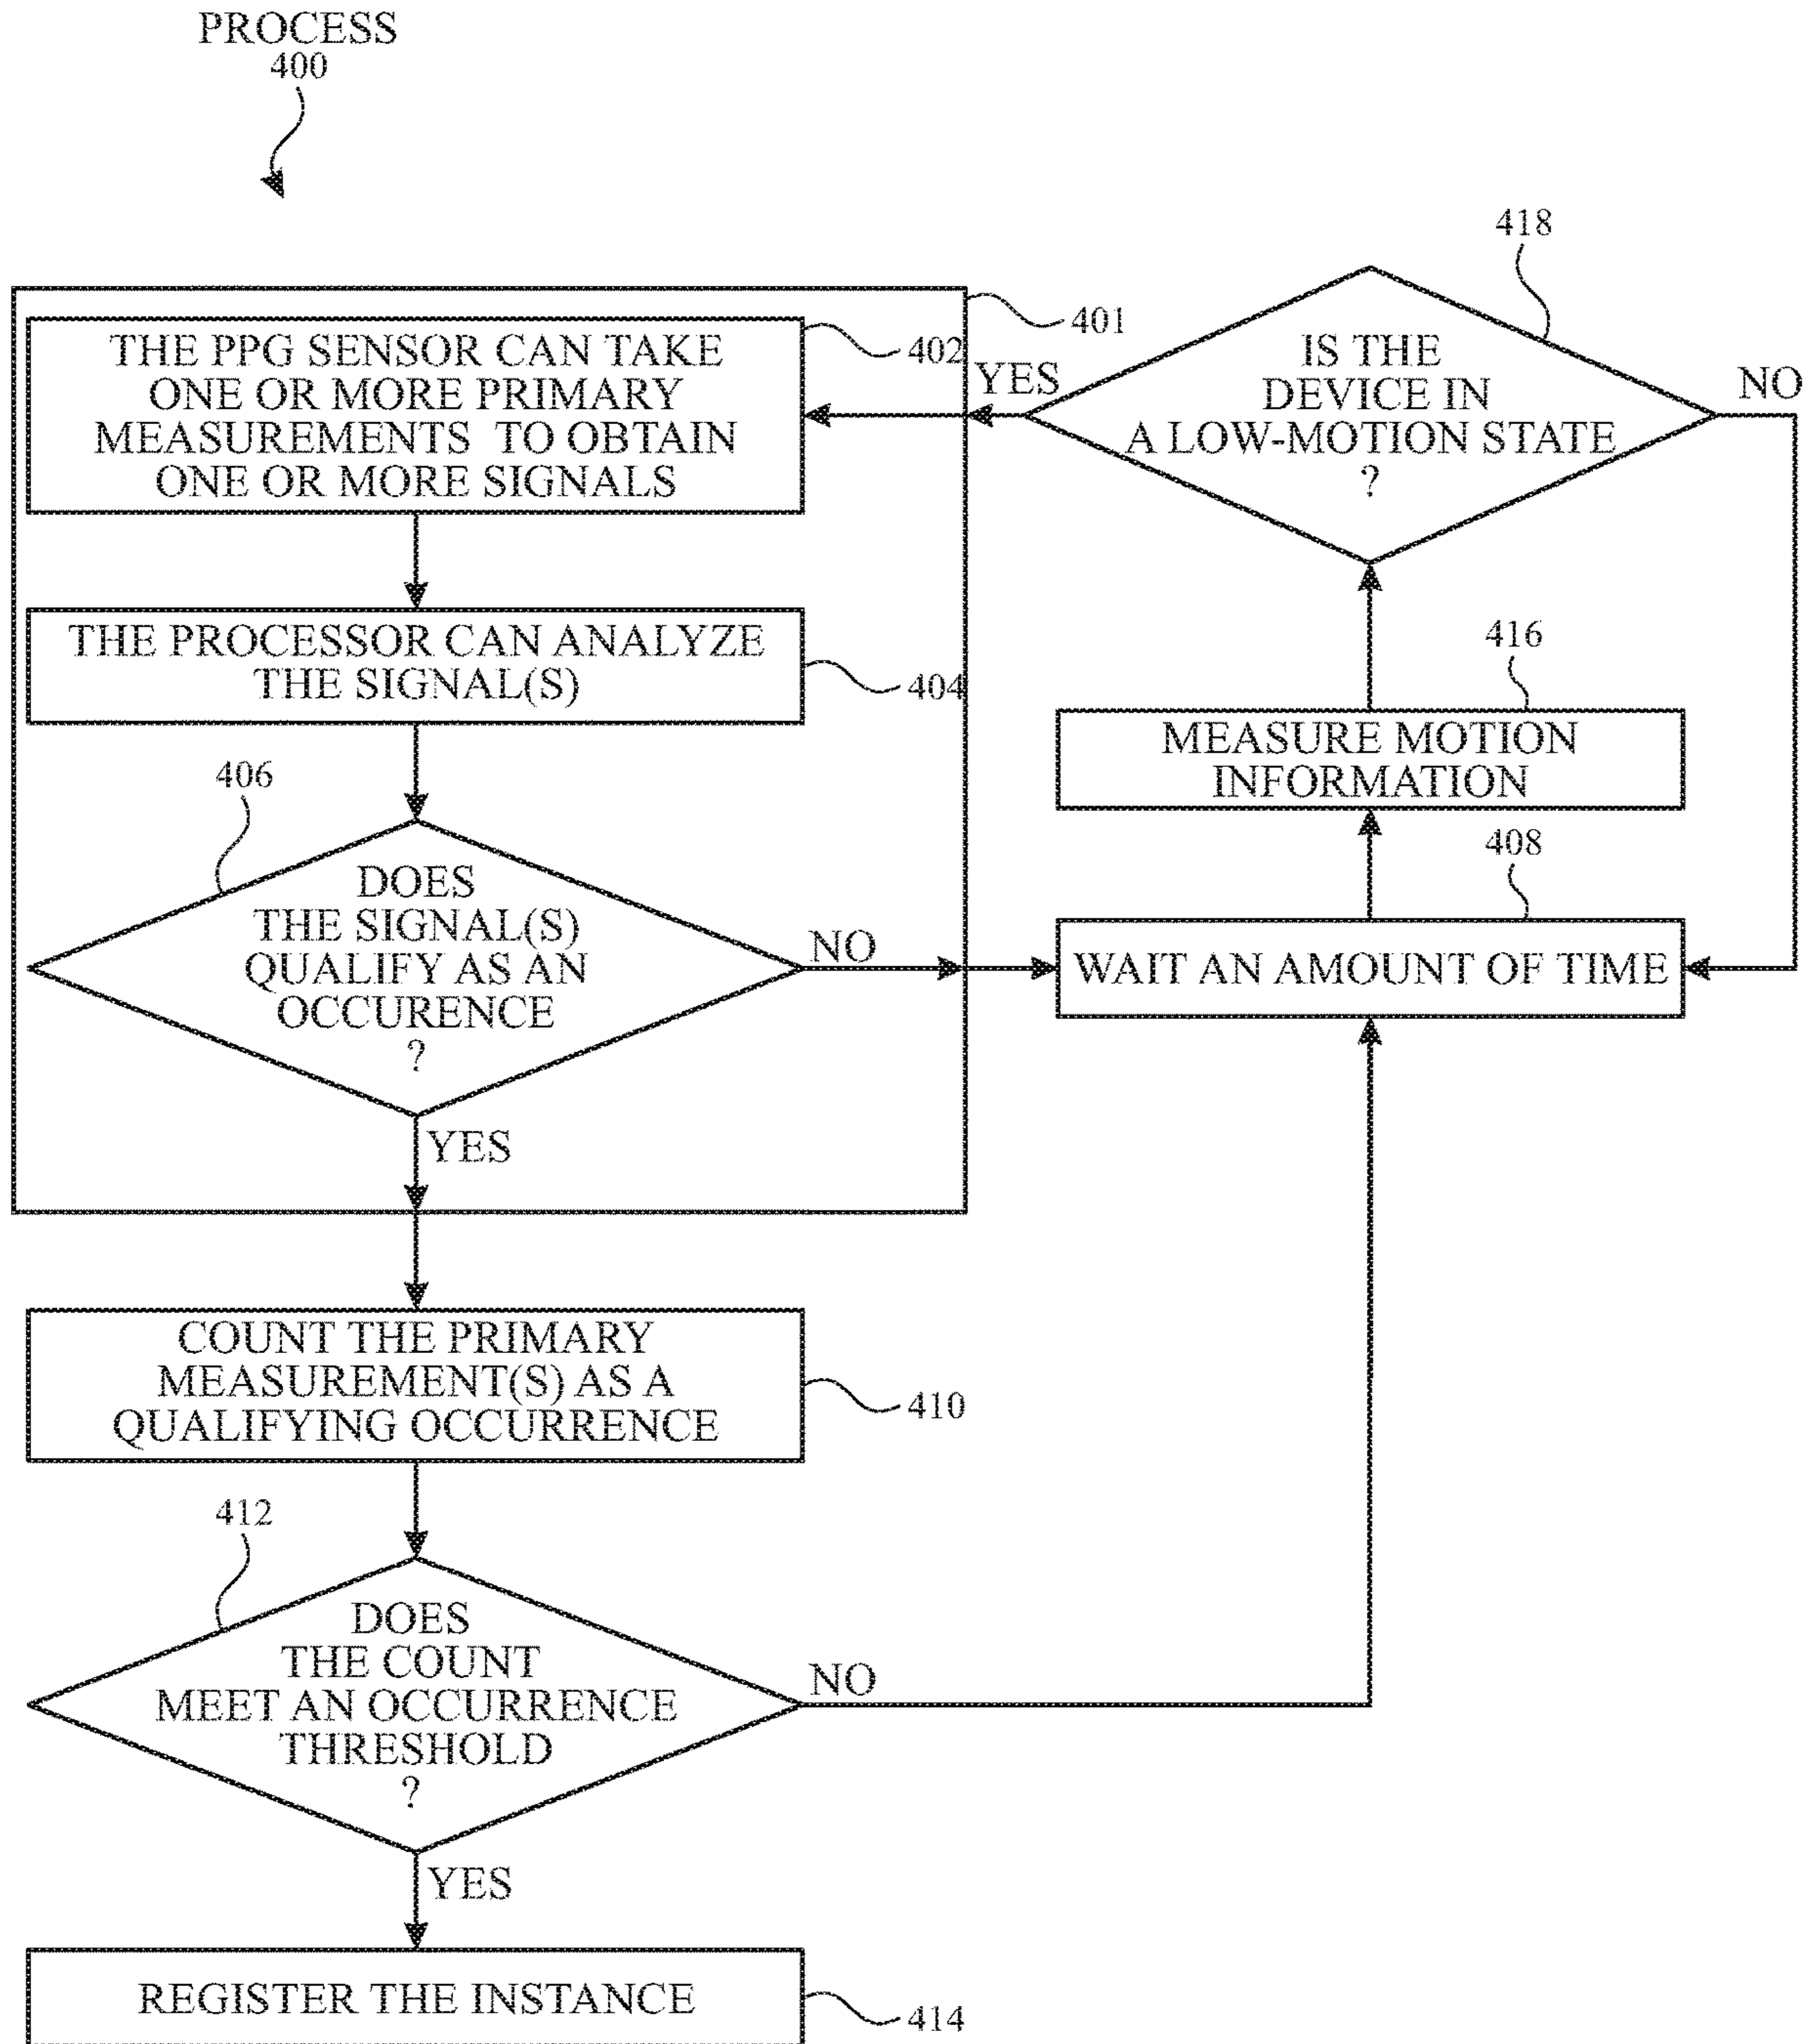 PROCESS
400
THE PPG SENSOR CAN TAKE
ONE OR MORE PRIMARY
MEASUREMENTS TO OBTAIN
ONE OR MORE SIGNALS
402
401
THE PROCESSOR CAN ANALYZE
THE SIGNAL(S)
404
406
DOES
THE SIGNAL(S)
QUALIFY AS AN
OCCURENCE
?
NO
YES
COUNT THE PRIMARY
MEASUREMENT(S) AS A
QUALIFYING OCCURRENCE
410
412
DOES
THE COUNT
MEET AN OCCURRENCE
THRESHOLD
?
NO
YES
REGISTER THE INSTANCE
414
418
IS THE
DEVICE IN
A LOW-MOTION STATE
?
YES
NO
416
MEASURE MOTION
INFORMATION
408
WAIT AN AMOUNT OF TIME